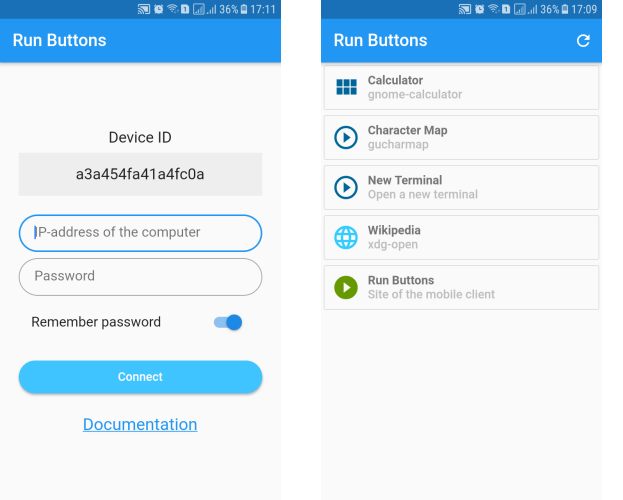 36% 17:11
Run Buttons
Device ID
a3a454fa41a4fc0a
IP-address of the computer
Password
Remember password
Connect
Documentation
36% 17:09
Run Buttons
Calculator
gnome-calculator
Character Map
gucharmap
New Terminal
Open a new terminal
Wikipedia
xdg-open
Run Buttons
Site of the mobile client